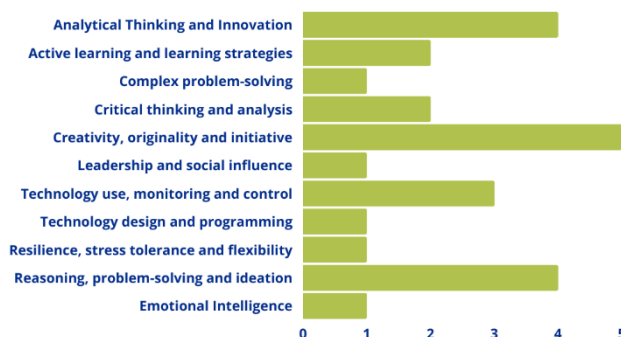 Analytical Thinking and Innovation
Active learning and learning strategies
Complex problem-solving
Critical thinking and analysis
Creativity, originality and initiative
Leadership and social influence
Technology use, monitoring and control
Technology design and programming
Resilience, stress tolerance and flexibility
Reasoning, problem-solving and ideation
Emotional Intelligence
0 1 2 3 4 5